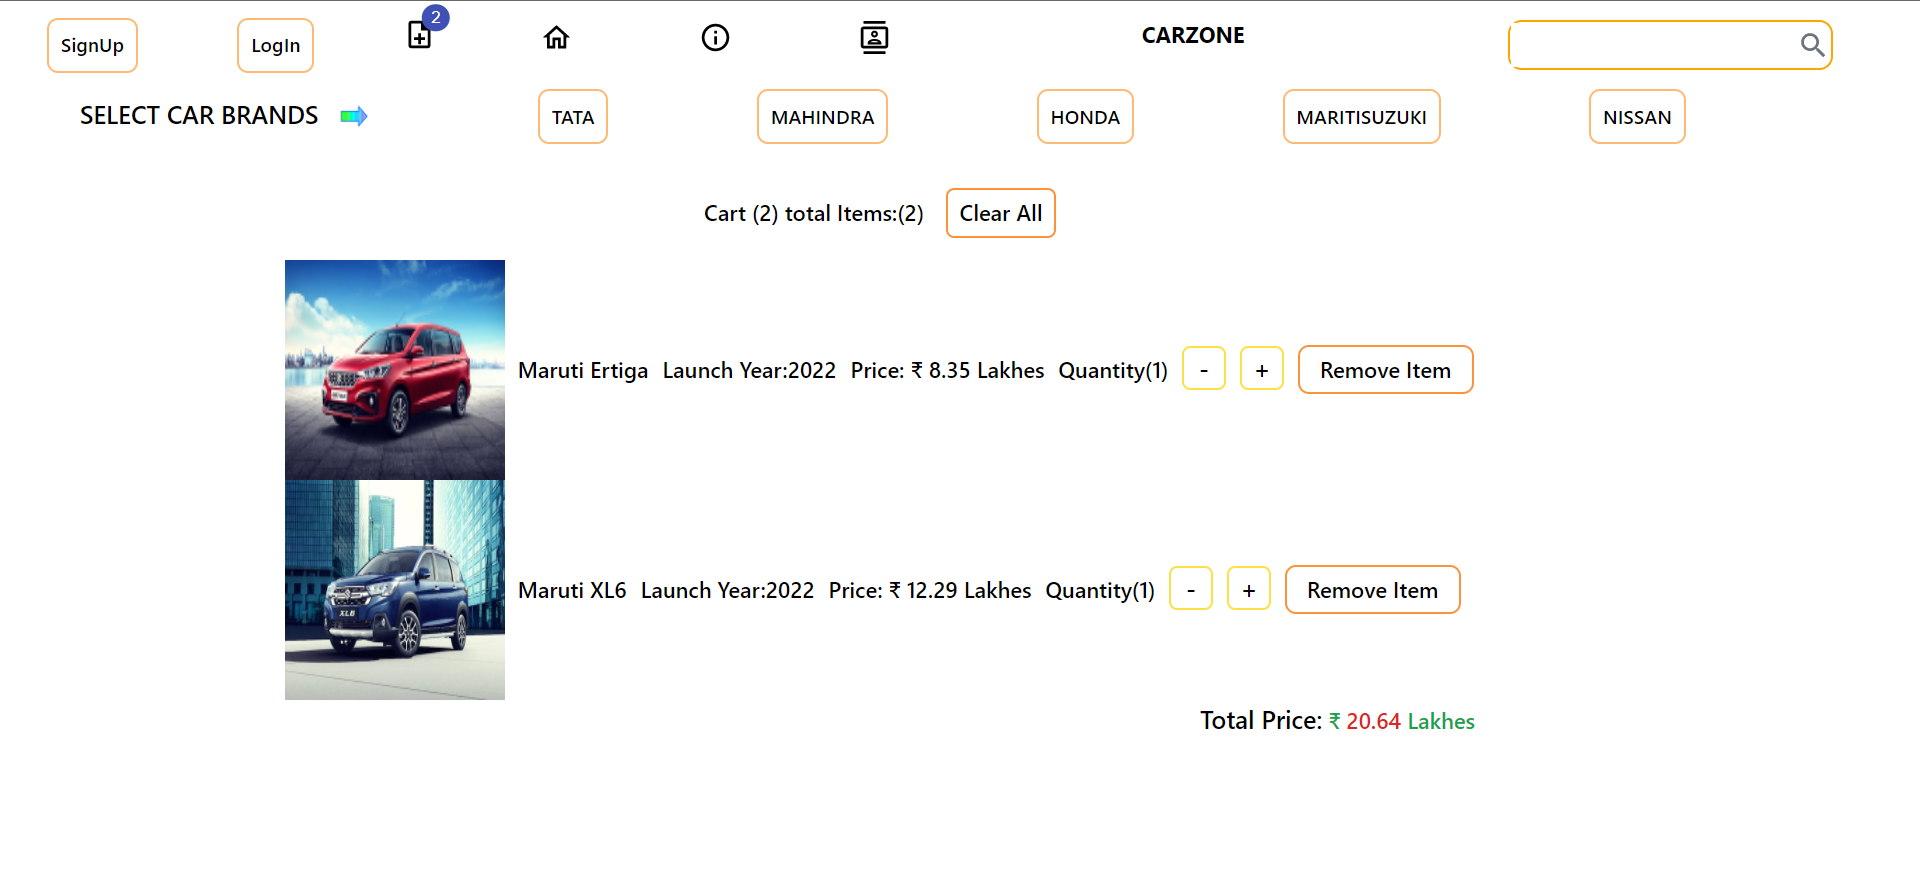 SignUp LogIn 2 CARZONE
SELECT CAR BRANDS TATA MAHINDRA HONDA MARITISUZUKI NISSAN
Cart (2) total Items:(2) Clear All
Maruti Ertiga Launch Year:2022 Price: ₹ 8.35 Lakhes Quantity(1) - + Remove Item
XL6
Maruti XL6 Launch Year:2022 Price: ₹ 12.29 Lakhes Quantity(1) - + Remove Item
Total Price: ₹ 20.64 Lakhes